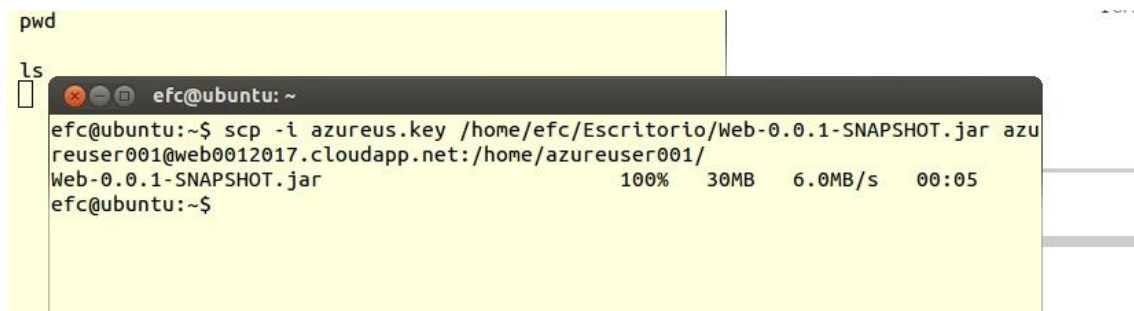 pwd
ls
efc@ubuntu: ~
efc@ubuntu:~$ scp -i azureus.key /home/efc/Escritorio/Web-0.0.1-SNAPSHOT.jar azu
reuser001@web0012017.cloudapp.net:/home/azureuser001/
Web-0.0.1-SNAPSHOT.jar 100% 30MB 6.0MB/s 00:05
efc@ubuntu:~$